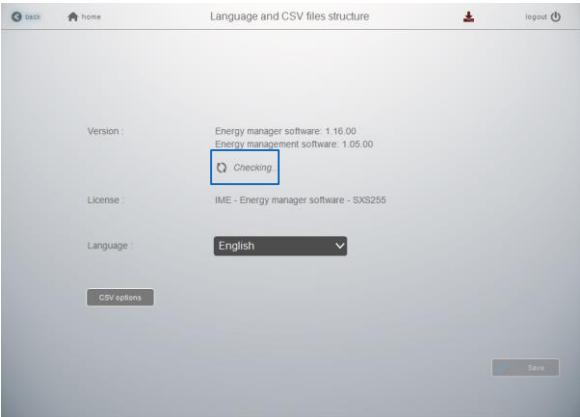 back home Language and CSV files structure logout
Version : Energy manager software: 1.16.00
Energy management software: 1.05.00
Checking.
License : IME - Energy manager software - SXS255
Language : English
CSV options
Save